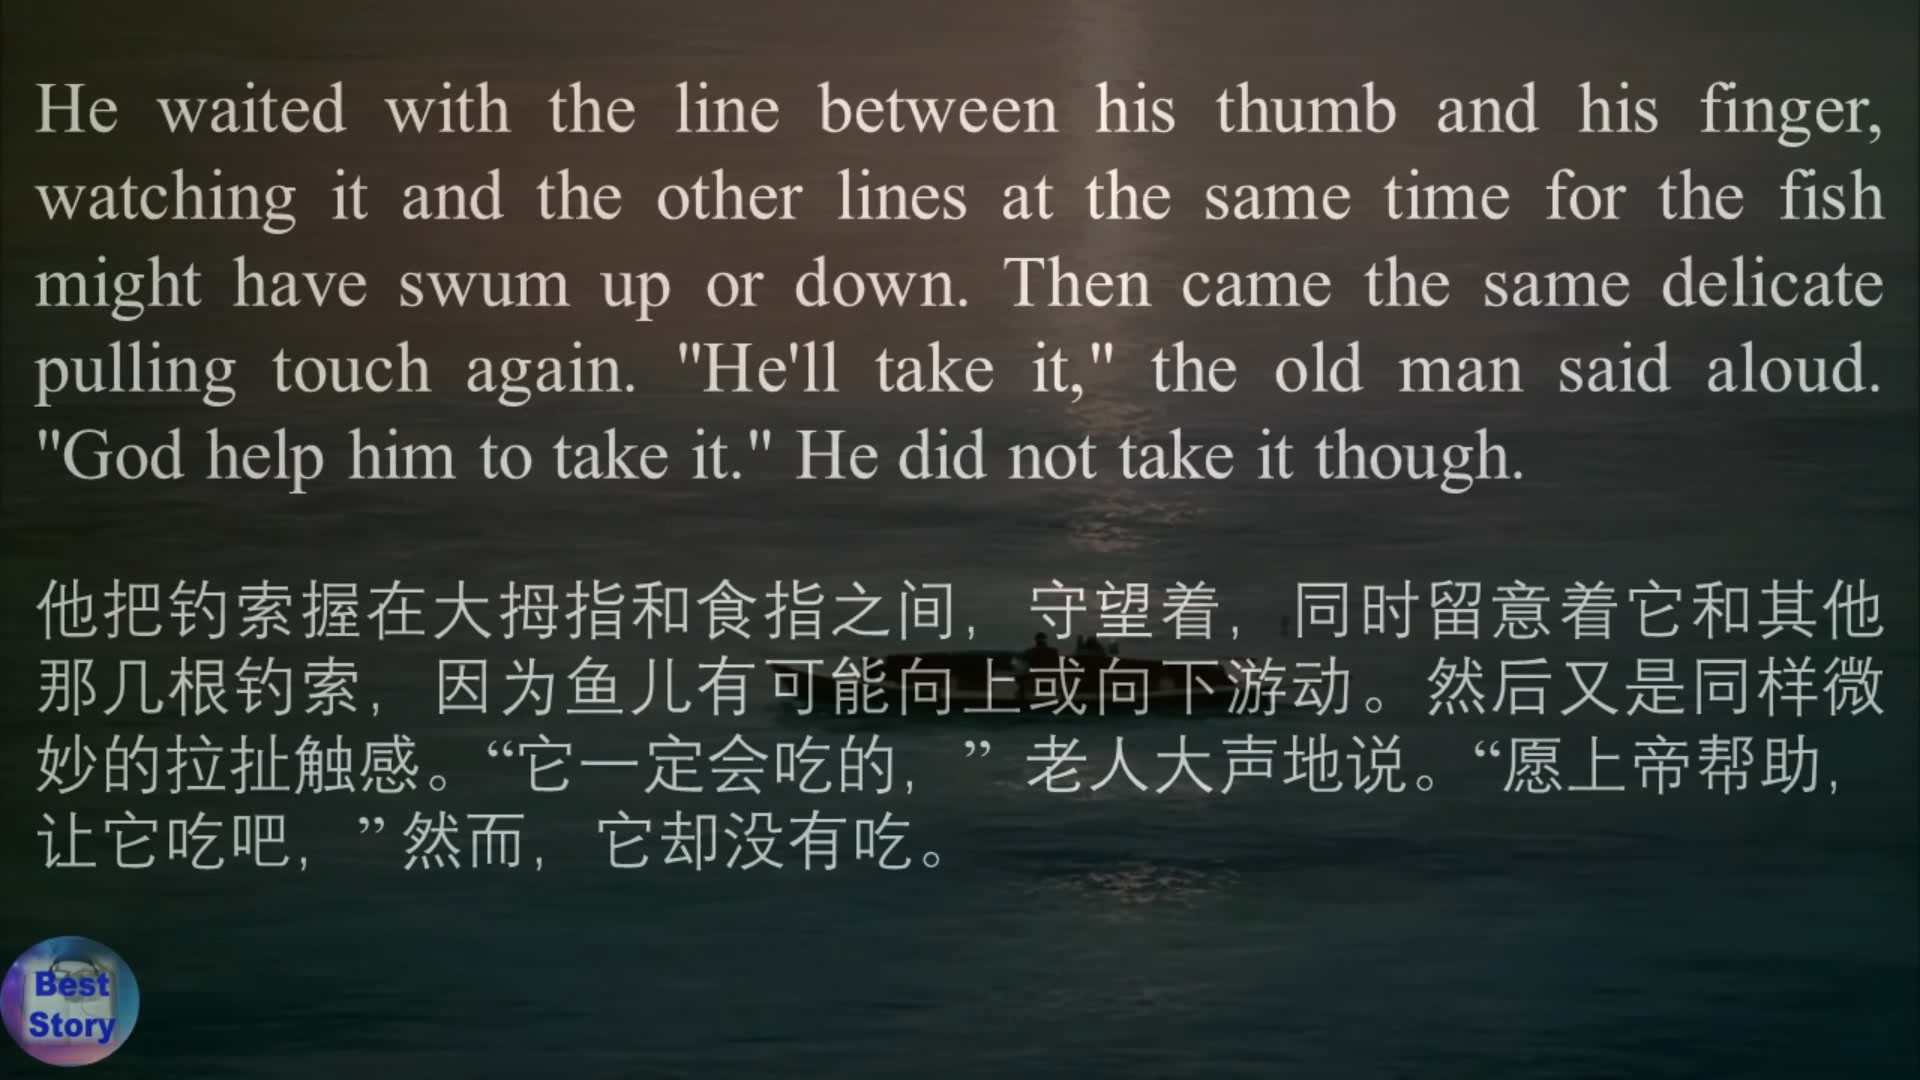 He waited with the line between his thumb and his finger,
watching it and the other lines at the same time for the fish
might have swum up or down. Then came the same delicate
pulling touch again. "He'll take it," the old man said aloud.
"God help him to take it." He did not take it though.
他把钓索握在大拇指和食指之间，守望着，同时留意着它和其他
那几根钓索，因为鱼儿有可能向上或向下游动。然后又是同样微
妙的拉扯触感。“它一定会吃的，”老人大声地说。“愿上帝帮助，
让它吃吧，”然而，它却没有吃。
Best
Story